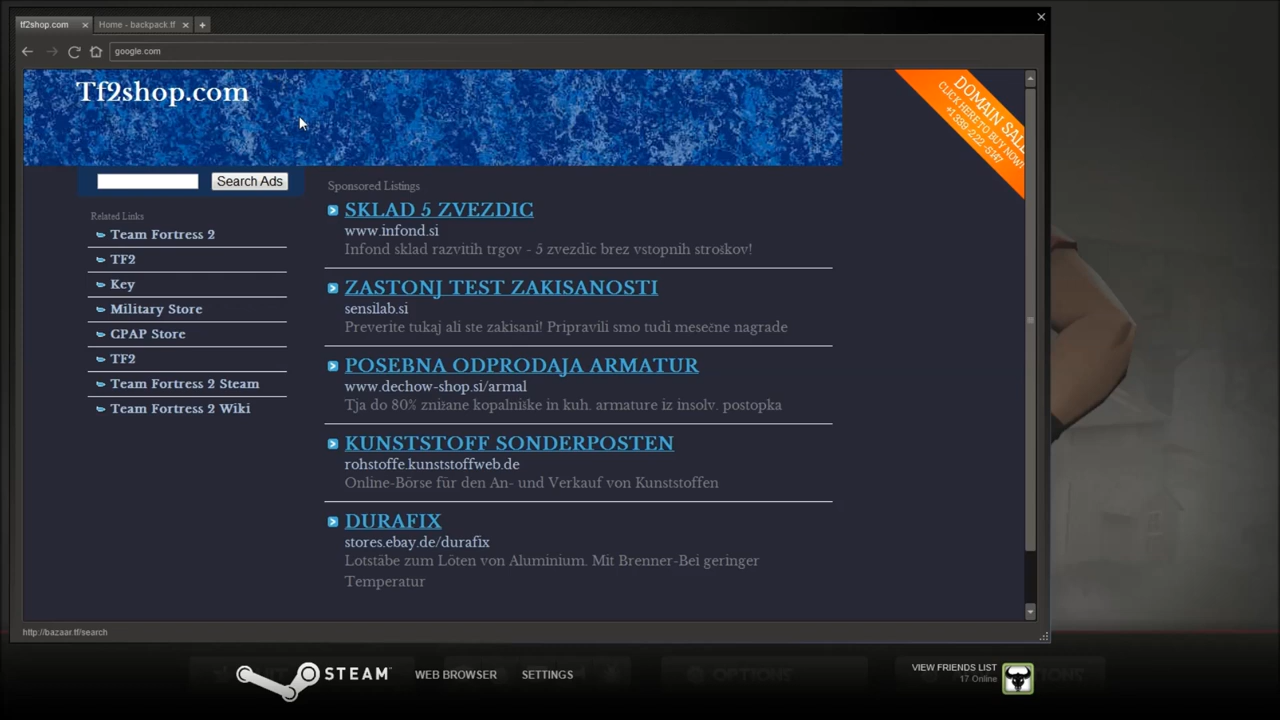 tf2shop.com
Home - backpack.tf
google.com
Tf2shop.com
DOMAIN SALE
CLICK HERE TO BUY NOW!
+1 339-222-5147
Search Ads
Sponsored Listings
Related Links
Team Fortress 2
TF2
Key
Military Store
CPAP Store
TF2
Team Fortress 2 Steam
Team Fortress 2 Wiki
SKLAD 5 ZVEZDIC
www.infond.si
Infond sklad razvitih trgov - 5 zvezdic brez vstopnih stroškov!
ZASTONJ TEST ZAKISANOSTI
sensilab.si
Preverite tukaj ali ste zakisani! Pripravili smo tudi mesečne nagrade
POSEBNA ODPRODAJA ARMATUR
www.dechow-shop.si/armal
Tja do 80% znižane kopalniške in kuh. armature iz insolv. postopka
KUNSTSTOFF SONDERPOSTEN
rohstoffe.kunststoffweb.de
Online-Börse für den An- und Verkauf von Kunststoffen
DURAFIX
stores.ebay.de/durafix
Lotstäbe zum Löten von Aluminium. Mit Brenner-Bei geringer
Temperatur
http://bazaar.tf/search
STEAM
WEB BROWSER
SETTINGS
OPTIONS
VIEW FRIENDS LIST
17 Online